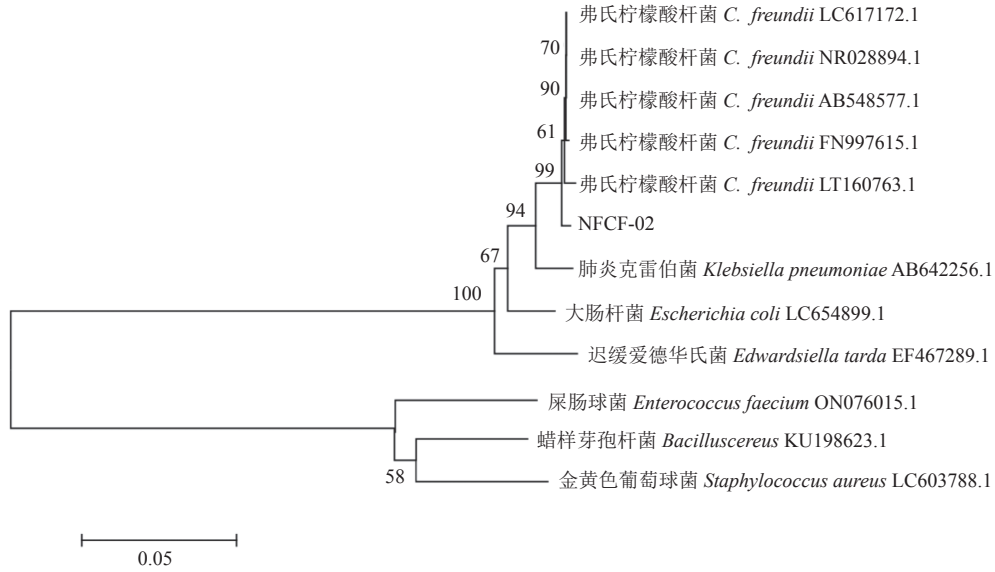 弗氏柠檬酸杆菌 C. freundii LC617172.1
70
弗氏柠檬酸杆菌 C. freundii NR028894.1
90
弗氏柠檬酸杆菌 C. freundii AB548577.1
61
弗氏柠檬酸杆菌 C. freundii FN997615.1
99
弗氏柠檬酸杆菌 C. freundii LT160763.1
94
NFCF-02
67
肺炎克雷伯菌 Klebsiella pneumoniae AB642256.1
100
大肠杆菌 Escherichia coli LC654899.1
迟缓爱德华氏菌 Edwardsiella tarda EF467289.1
屎肠球菌 Enterococcus faecium ON076015.1
蜡样芽孢杆菌 Bacilluscereus KU198623.1
58
金黄色葡萄球菌 Staphylococcus aureus LC603788.1
0.05